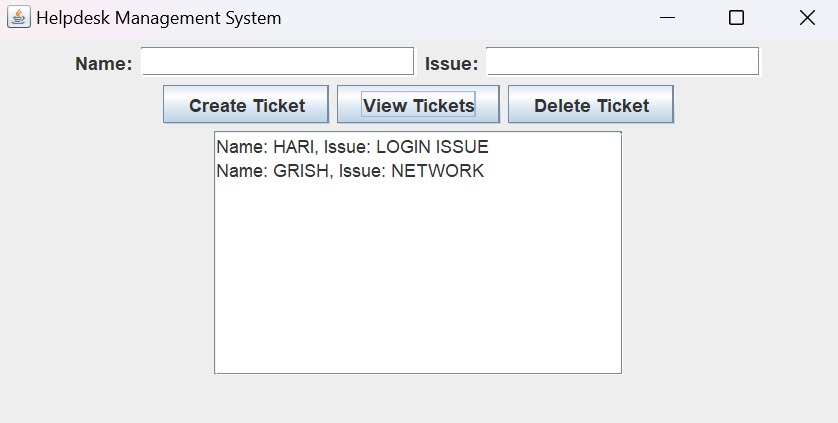 Helpdesk Management System
Name: Issue:
Create Ticket View Tickets Delete Ticket
Name: HARI, Issue: LOGIN ISSUE
Name: GRISH, Issue: NETWORK